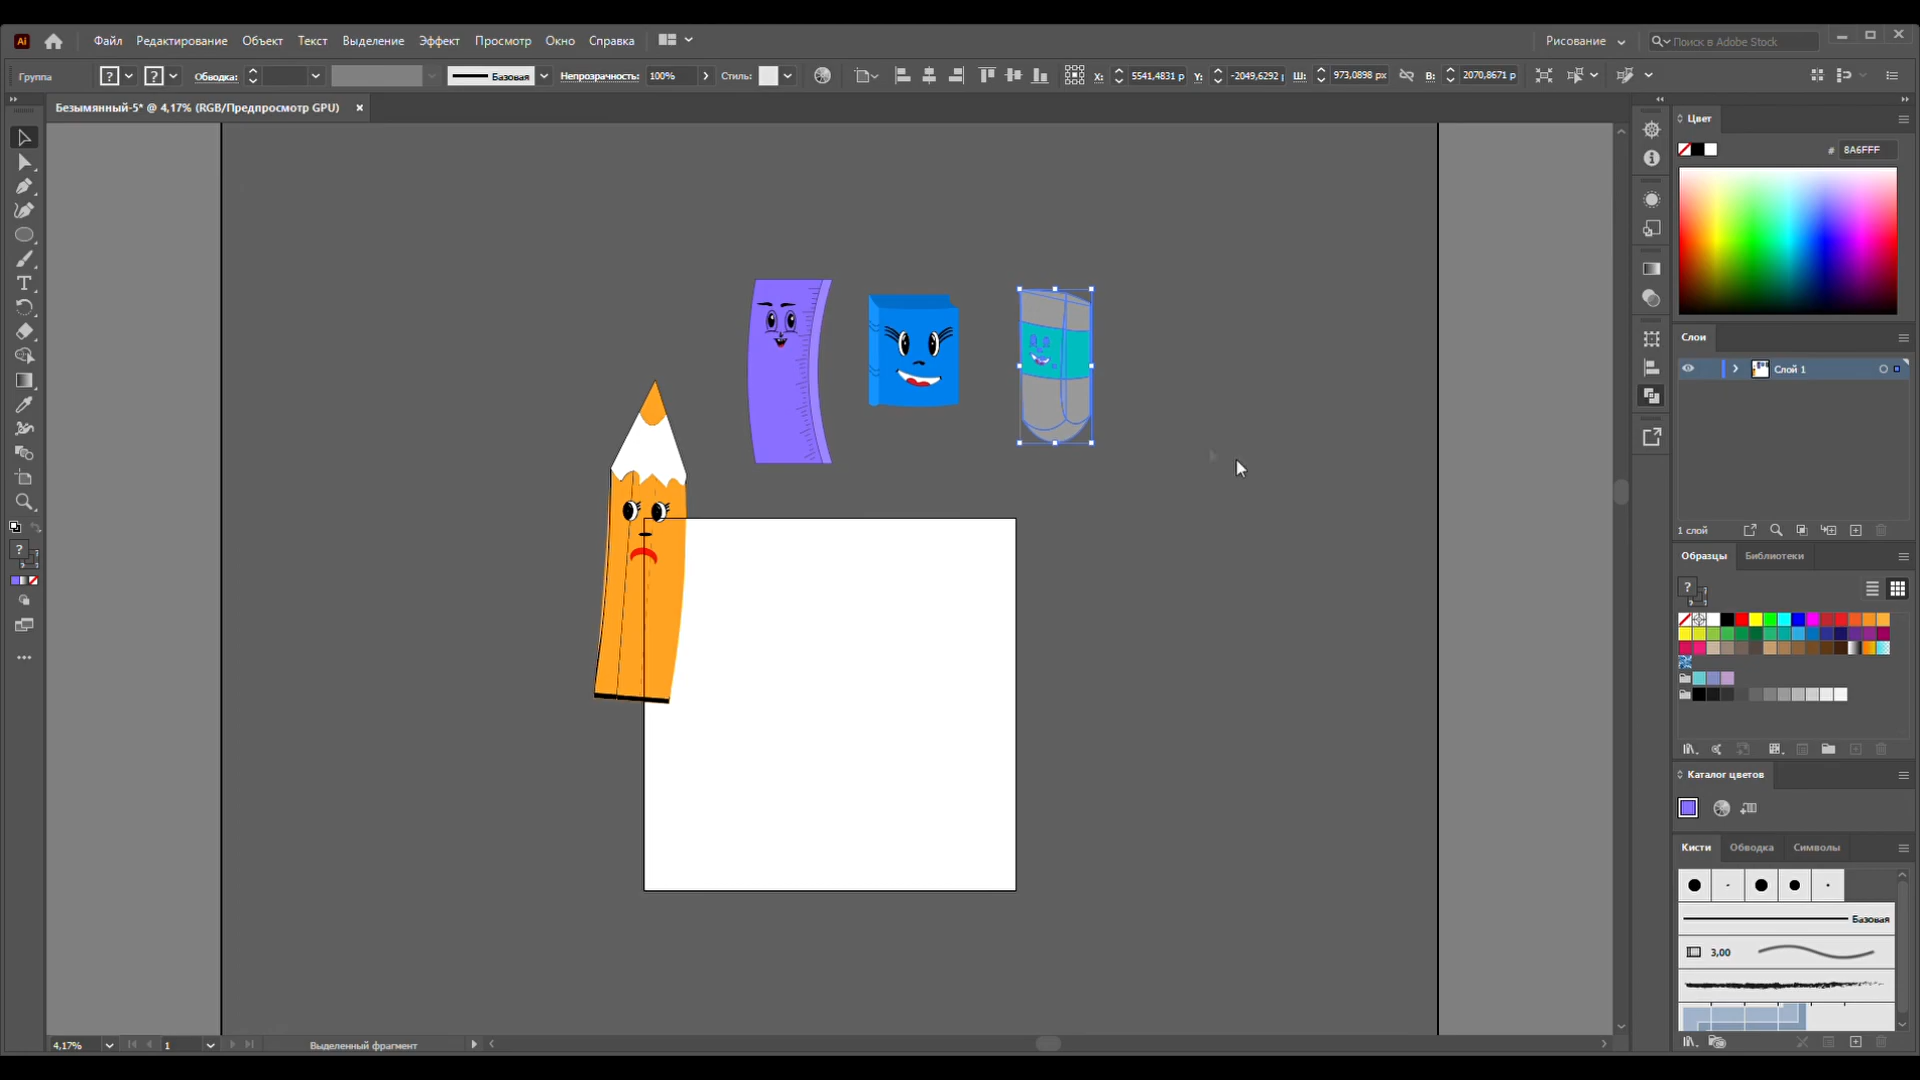 Ai Файл Редактирование Объект Текст Выделение Эффект Просмотр Окно Справка Рисование Поиск в Adobe Stock
Группа ? ? Обводка: Базовая Непрозрачность: 100% Стиль: X: 5541,4831 p Y: -2049,6292 Ш: 973,0898 px В: 2070,8671 p
Безымянный-5* @ 4,17% (RGB/Предпросмотр GPU) ×
Цвет
# 8A6FFF
Слои
Слой 1
1 слой
Образцы Библиотеки
?
?
Каталог цветов
Кисти Обводка Символы
Базовая
3,00
4,17% 1 Выделенный фрагмент